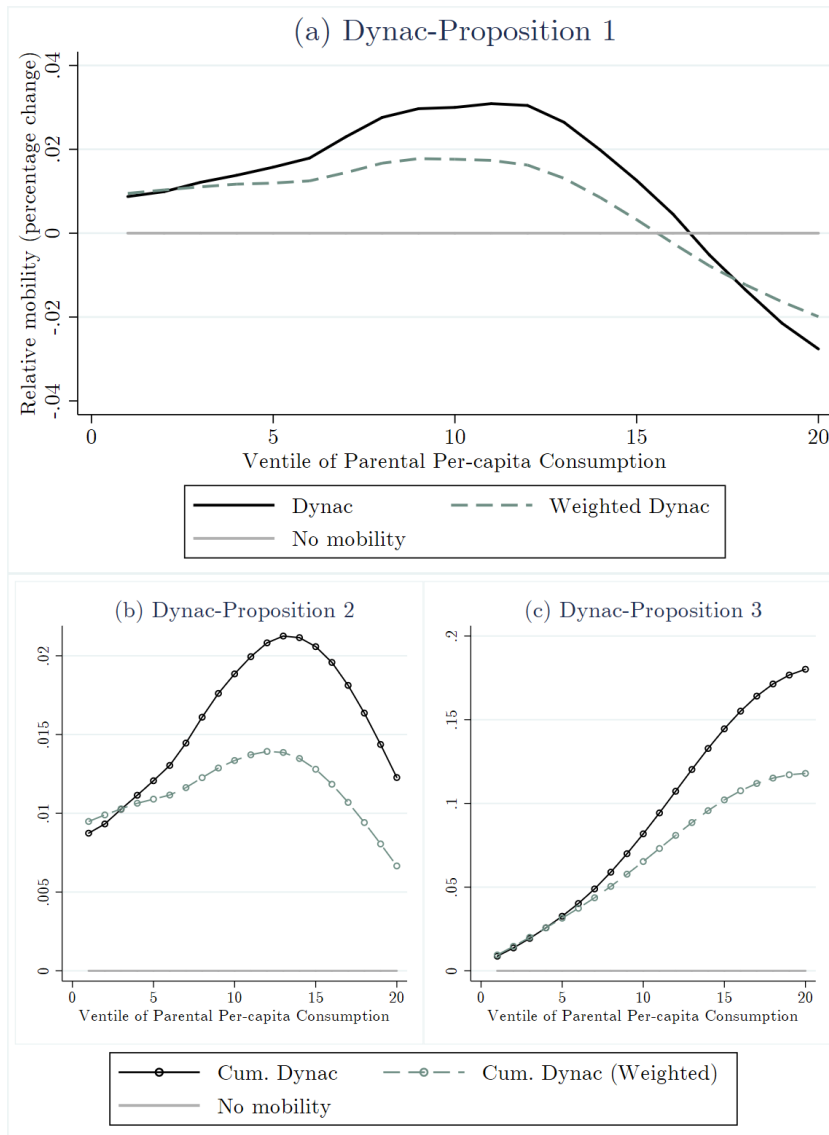 (a) Dynac-Proposition 1
Relative mobility (percentage change)
.04
.02
0
-.02
-.04
0 5 10 15 20
Ventile of Parental Per-capita Consumption
Dynac Weighted Dynac
No mobility
(b) Dynac-Proposition 2
.02
.015
.01
.005
0
0 5 10 15 20
Ventile of Parental Per-capita Consumption
(c) Dynac-Proposition 3
.2
.15
.1
.05
0
0 5 10 15 20
Ventile of Parental Per-capita Consumption
Cum. Dynac Cum. Dynac (Weighted)
No mobility